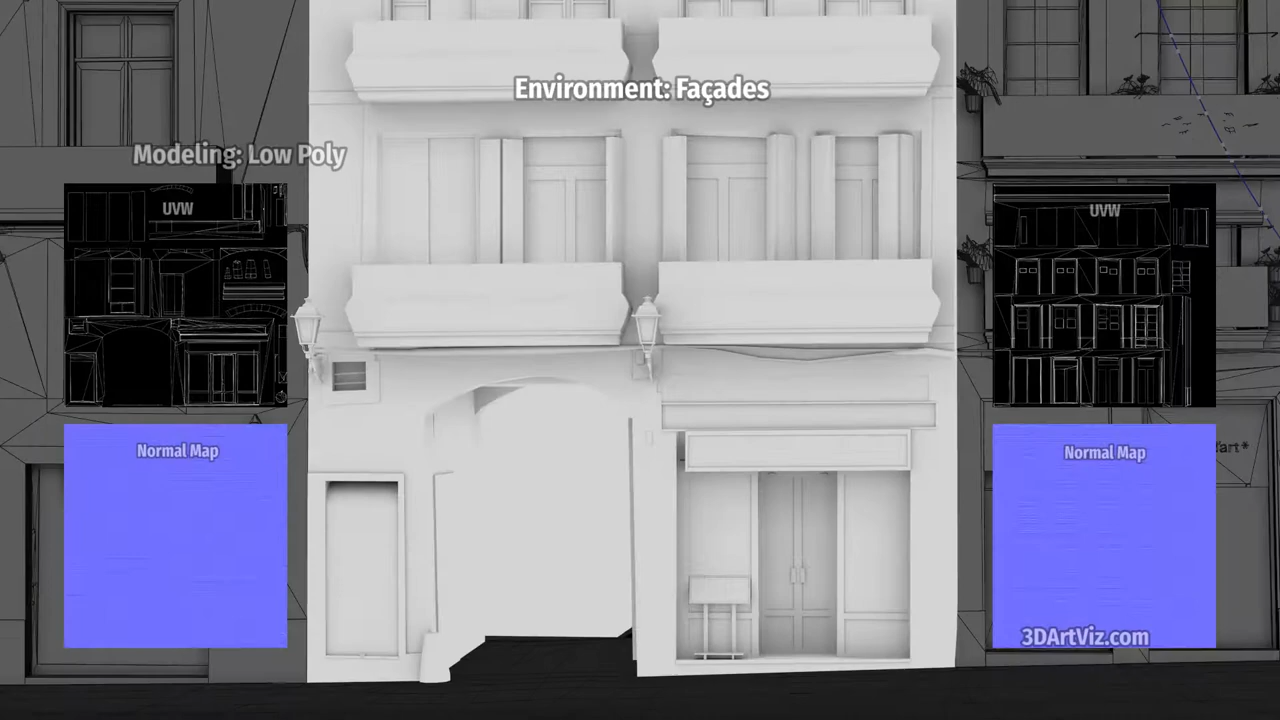 Environment: Façades
Modeling: Low Poly
UVW
UVW
Normal Map
Normal Map
3DArtViz.com